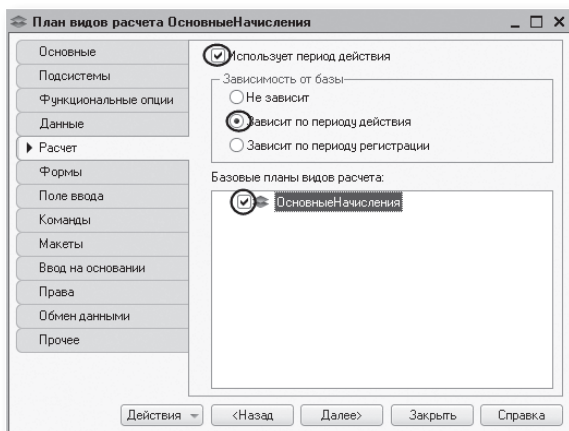 План видов расчета ОсновныеНачисления
Основные
Подсистемы
Функциональные опции
Данные
Расчет
Формы
Поле ввода
Команды
Макеты
Ввод на основании
Права
Обмен данными
Прочее
Использует период действия
Зависимость от базы
Не зависит
Зависит по периоду действия
Зависит по периоду регистрации
Базовые планы видов расчета:
ОсновныеНачисления
Действия
<Назад
Далее>
Закрыть
Справка